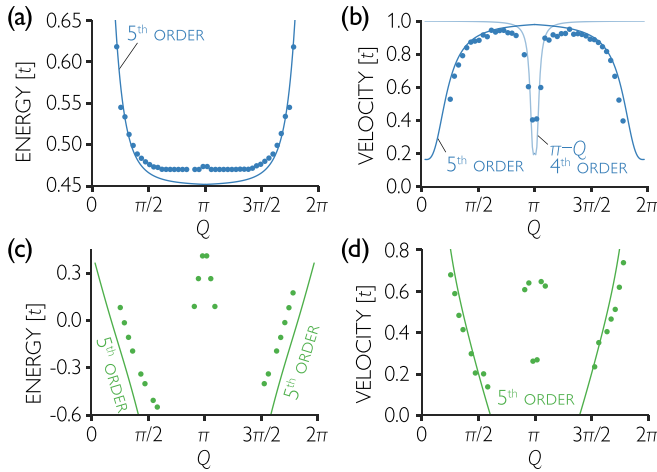 (a)
0.65
0.60
0.55
0.50
0.45
ENERGY [t]
5th ORDER
0
π/2
π
3π/2
2π
Q
(b)
1.0
0.8
0.6
0.4
0.2
0.0
VELOCITY [t]
5th ORDER
π–Q
4th ORDER
0
π/2
π
3π/2
2π
Q
(c)
0.3
0.0
-0.3
-0.6
ENERGY [t]
5th ORDER
5th ORDER
0
π/2
π
3π/2
2π
Q
(d)
0.8
0.6
0.4
0.2
0.0
VELOCITY [t]
5th ORDER
0
π/2
π
3π/2
2π
Q